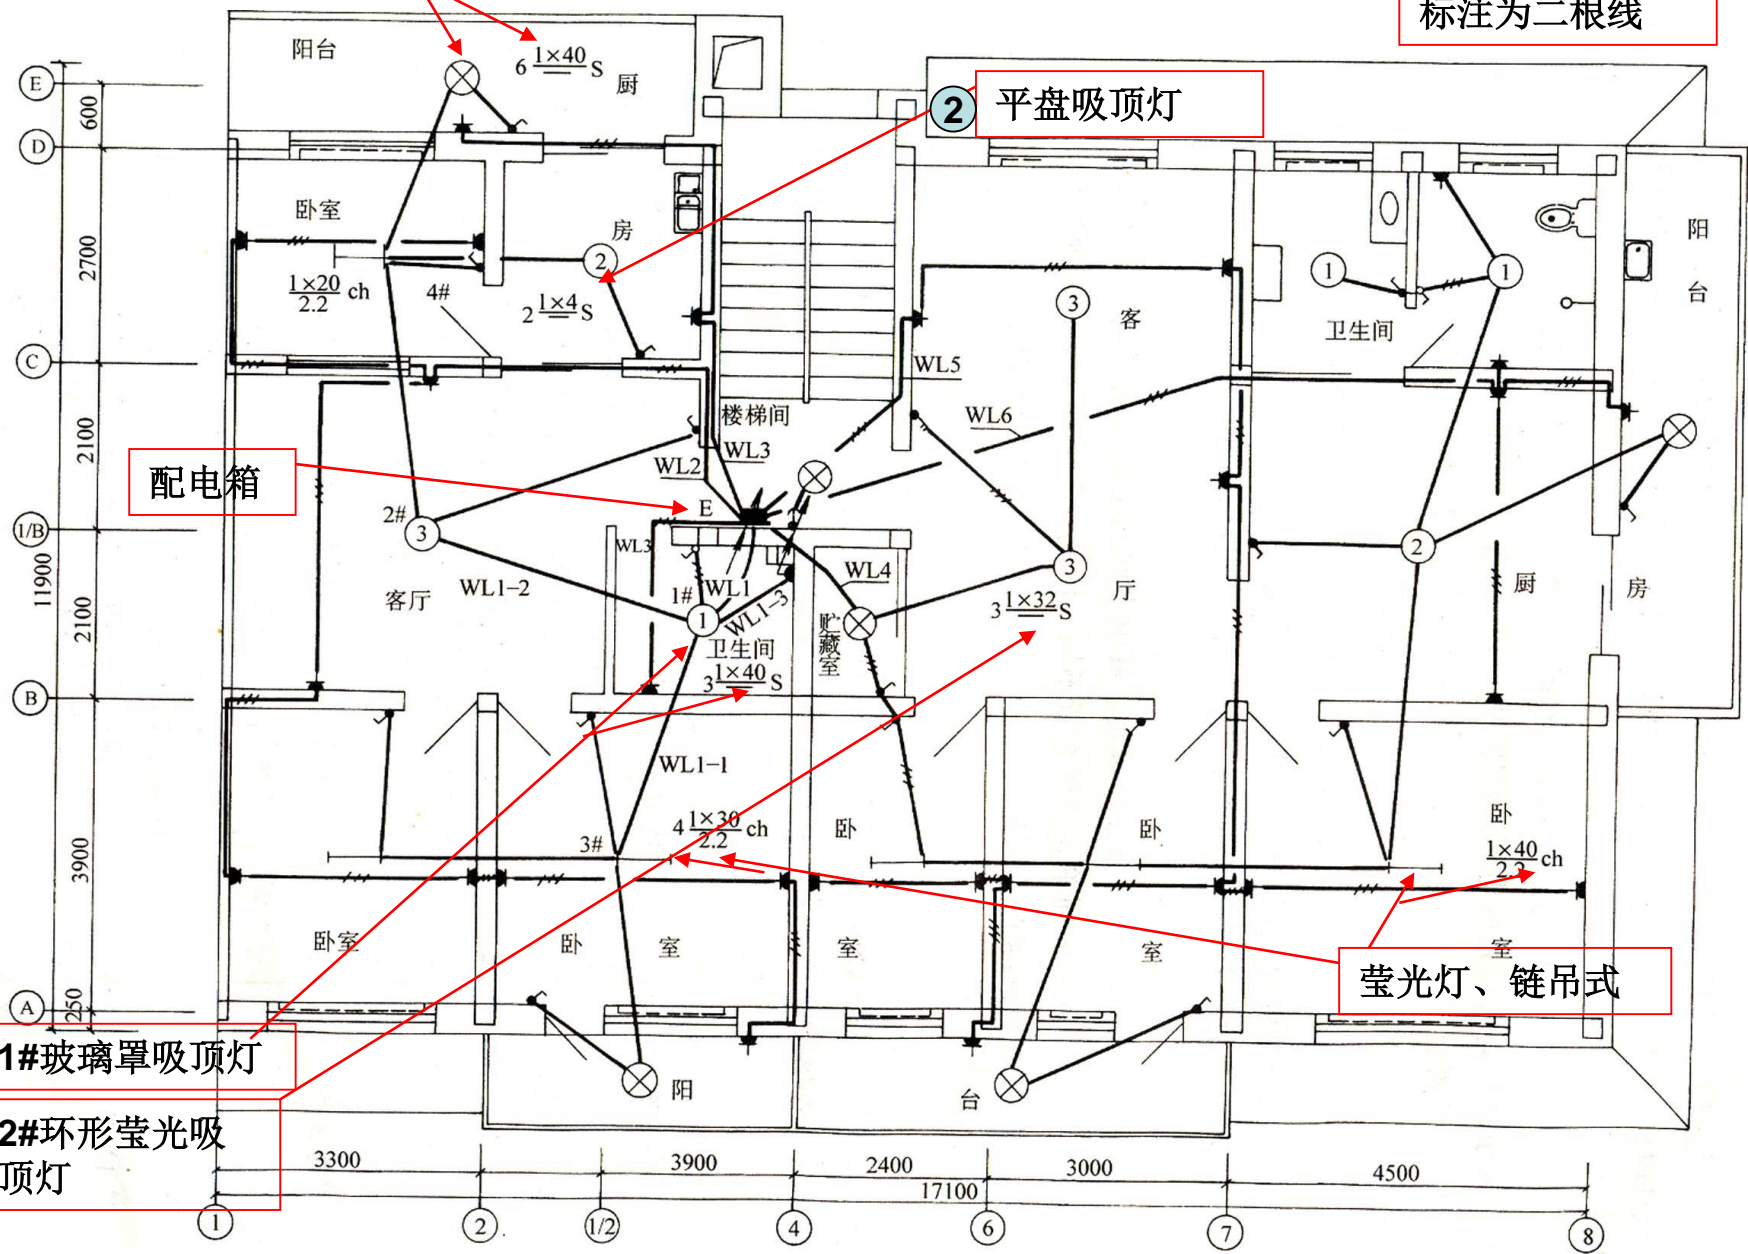 标注为二根线
阳台
6 1×40 S
厨
2 平盘吸顶灯
E
600
D
卧室
房
2
1
1
阳
台
2700
1×20
2.2 ch
4#
2 1×4 S
3
客
卫生间
C
WL5
楼梯间
WL6
2100
WL3
WL2
配电箱
E
2#
3
1/B
WL3
2
11900
WL1
WL4
3
客厅
WL1-2
1#
WL1-3
厅
厨
房
1
3 1×32 S
2100
卫生间
贮藏室
3 1×40 S
B
WL1-1
3900
3#
4 1×30
2.2 ch
卧
卧
卧
1×40
2.2 ch
卧室
卧
室
室
室
室
莹光灯、链吊式
A
250
1#玻璃罩吸顶灯
阳
台
2#环形莹光吸
顶灯
3300
3900
2400
3000
4500
17100
1
2
1/2
4
6
7
8